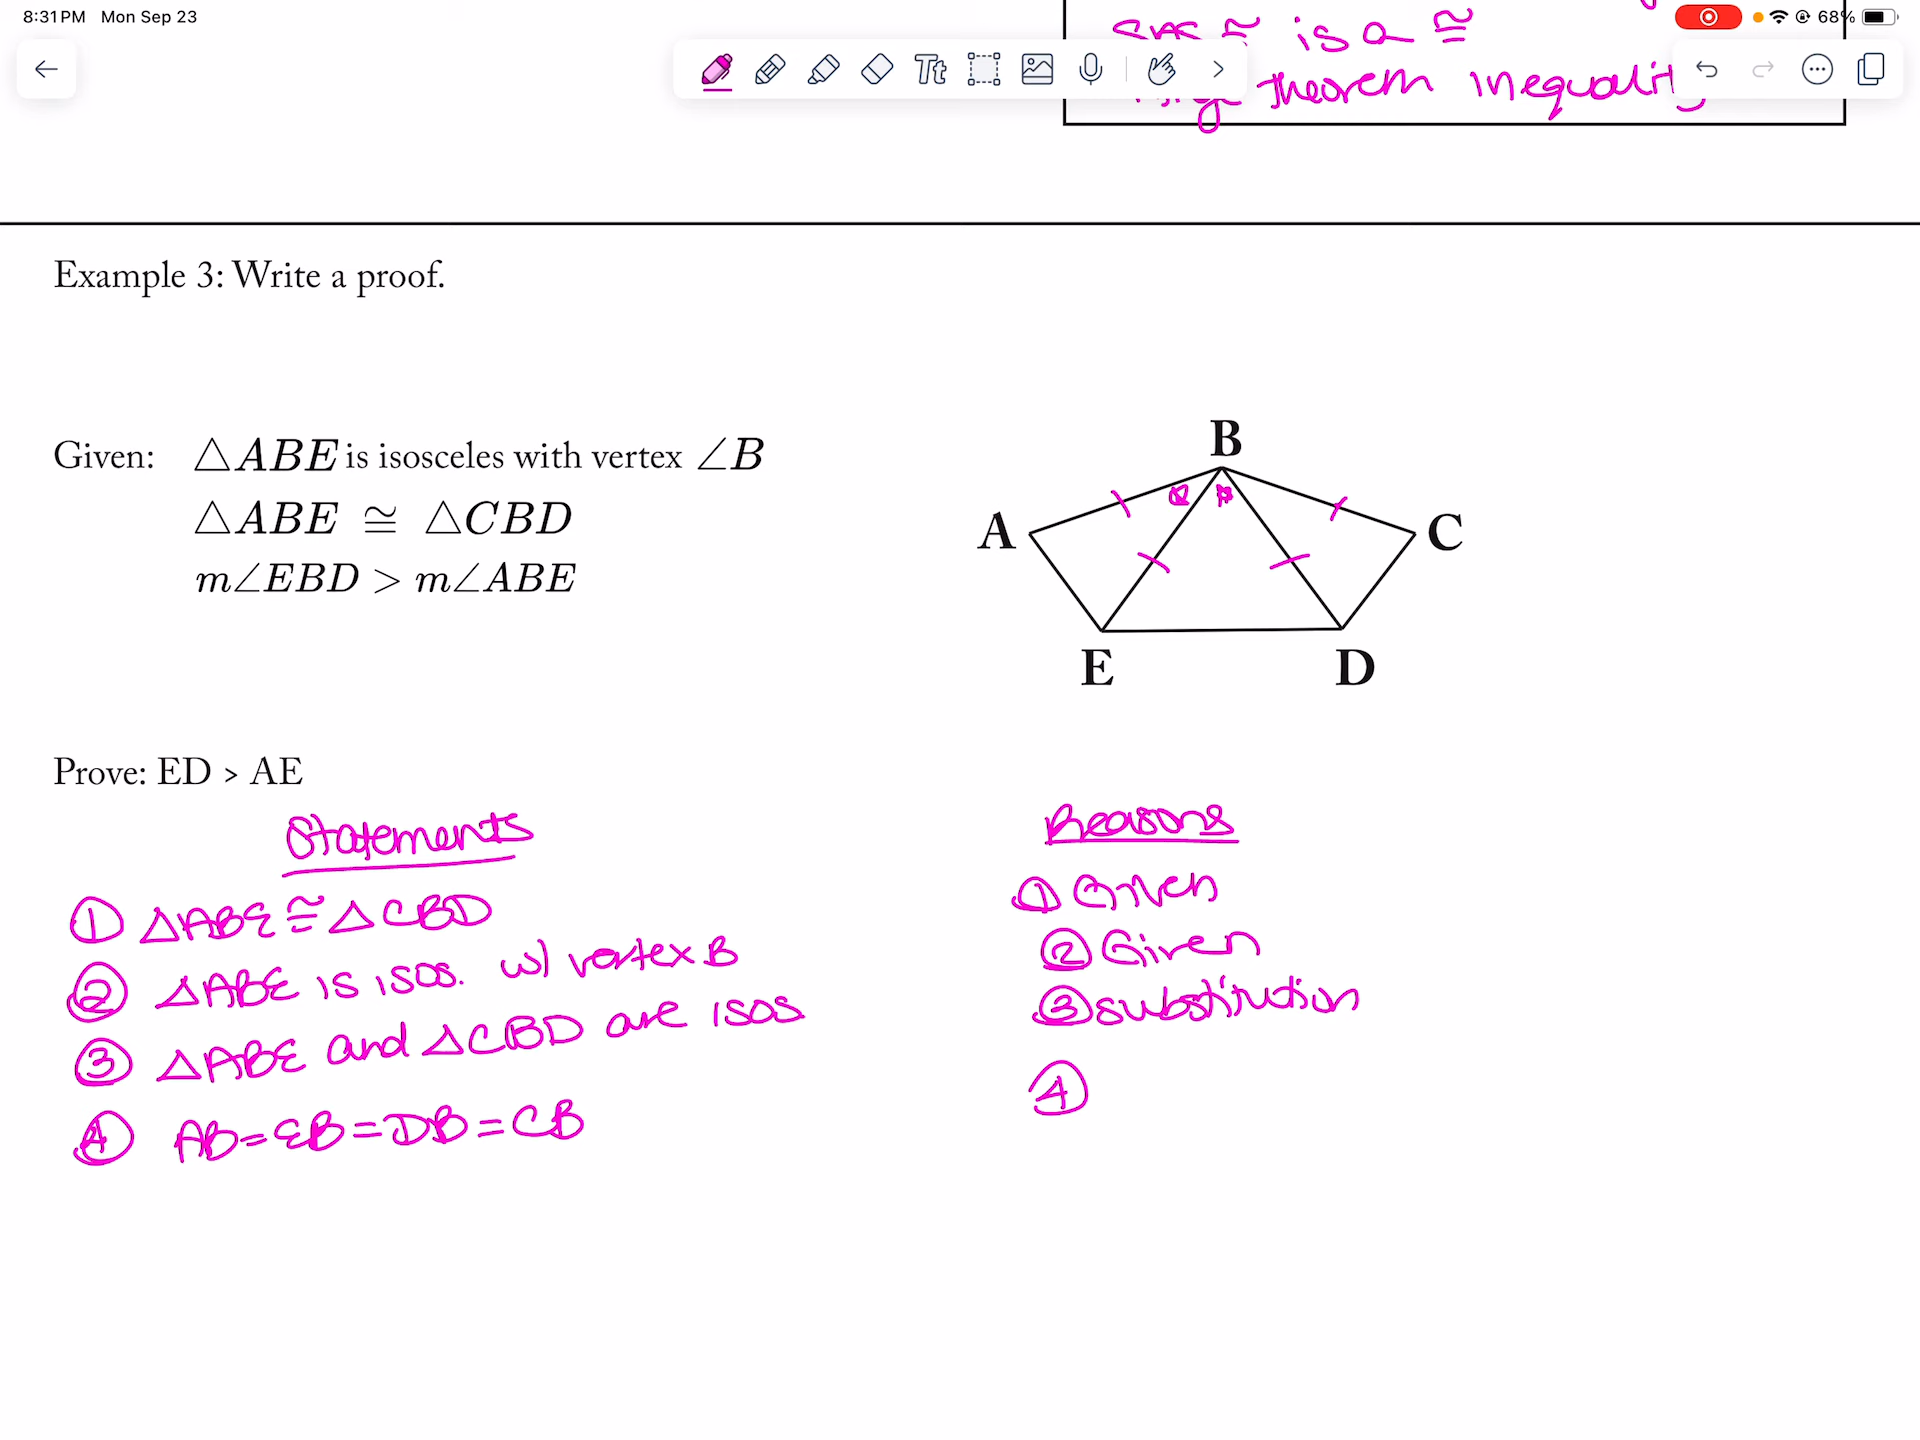 8:31 PM Mon Sep 23
68%
is a ≅
theorem inequality
Tt
Example 3: Write a proof.
Given: △ABE is isosceles with vertex ∠B
△ABE ≅ △CBD
m∠EBD > m∠ABE
B
A
C
E
D
Prove: ED > AE
Statements
Reasons
① △ABE ≅ △CBD
① Given
② △ABE is isos. w/ vertex B
② Given
③ △ABE and △CBD are isos
③ substitution
④ AB = EB = DB = CB
④